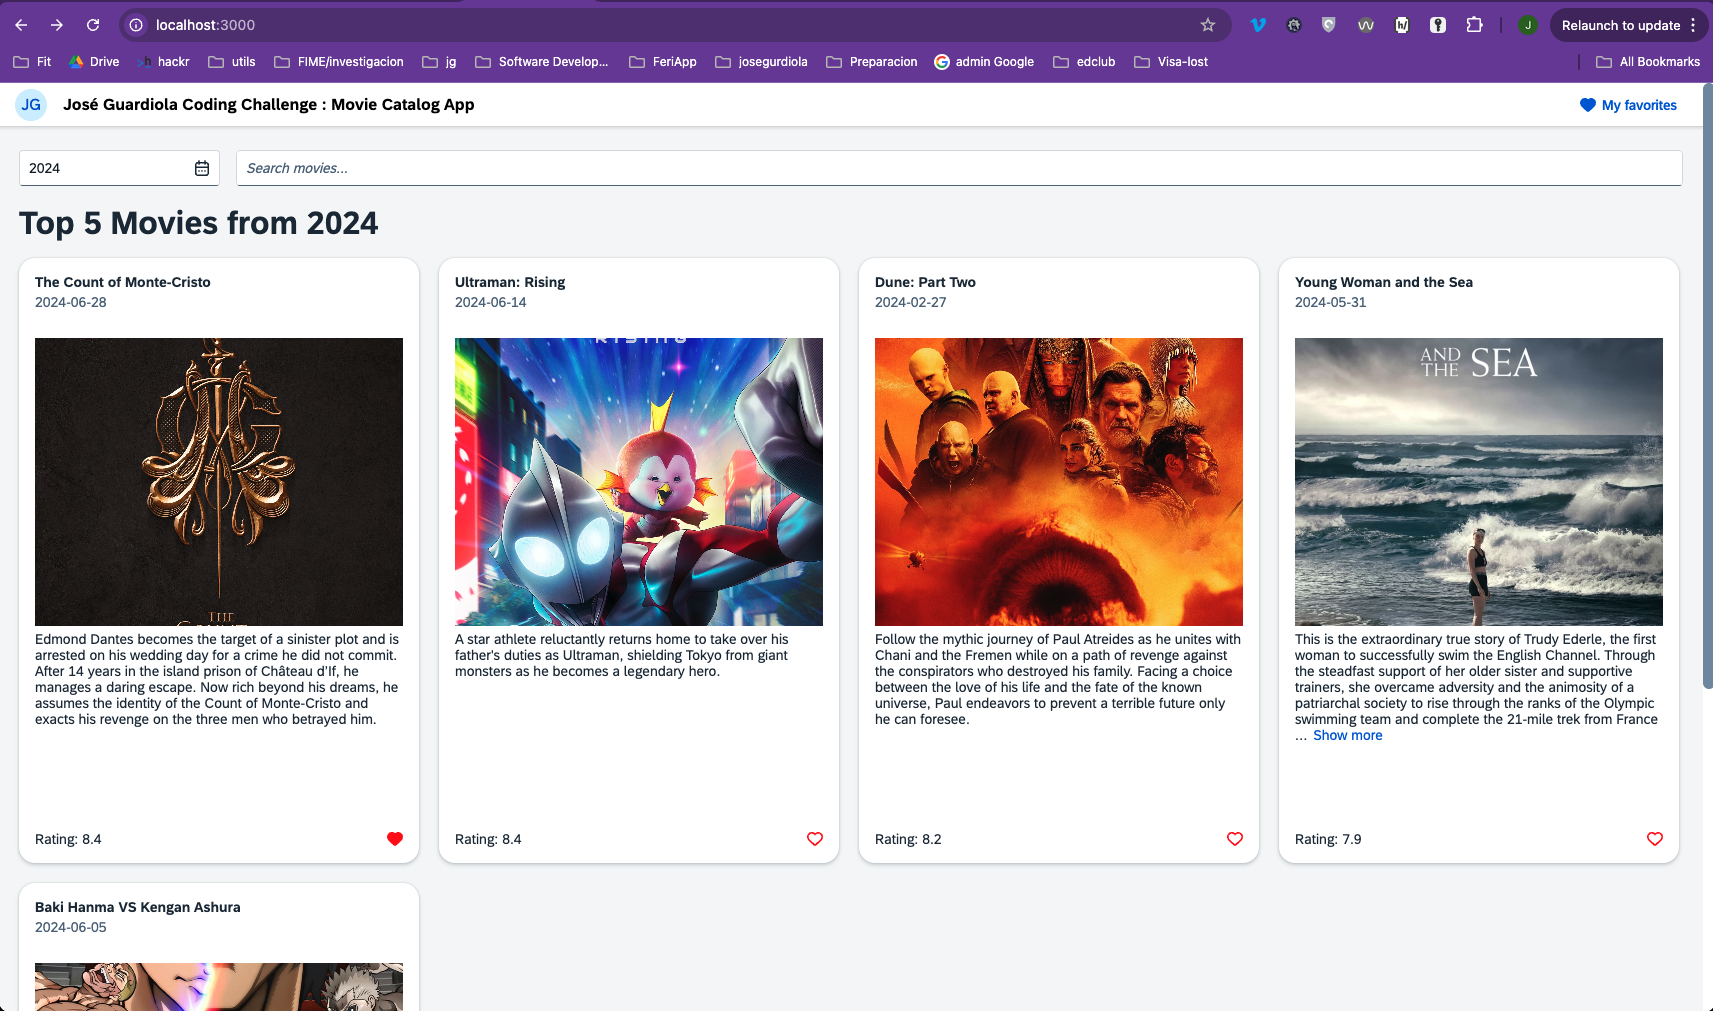 localhost:3000
J
Relaunch to update
Fit
Drive
h hackr
utils
FIME/investigacion
jg
Software Develop...
FeriApp
josegurdiola
Preparacion
admin Google
edclub
Visa-lost
All Bookmarks
JG
José Guardiola Coding Challenge : Movie Catalog App
My favorites
2024
Search movies...
Top 5 Movies from 2024
The Count of Monte-Cristo
2024-06-28
THE
Edmond Dantes becomes the target of a sinister plot and is
arrested on his wedding day for a crime he did not commit.
After 14 years in the island prison of Château d'If, he
manages a daring escape. Now rich beyond his dreams, he
assumes the identity of the Count of Monte-Cristo and
exacts his revenge on the three men who betrayed him.
Rating: 8.4
Ultraman: Rising
2024-06-14
RISING
A star athlete reluctantly returns home to take over his
father's duties as Ultraman, shielding Tokyo from giant
monsters as he becomes a legendary hero.
Rating: 8.4
Dune: Part Two
2024-02-27
Follow the mythic journey of Paul Atreides as he unites with
Chani and the Fremen while on a path of revenge against
the conspirators who destroyed his family. Facing a choice
between the love of his life and the fate of the known
universe, Paul endeavors to prevent a terrible future only
he can foresee.
Rating: 8.2
Young Woman and the Sea
2024-05-31
AND THE SEA
This is the extraordinary true story of Trudy Ederle, the first
woman to successfully swim the English Channel. Through
the steadfast support of her older sister and supportive
trainers, she overcame adversity and the animosity of a
patriarchal society to rise through the ranks of the Olympic
swimming team and complete the 21-mile trek from France
... Show more
Rating: 7.9
Baki Hanma VS Kengan Ashura
2024-06-05